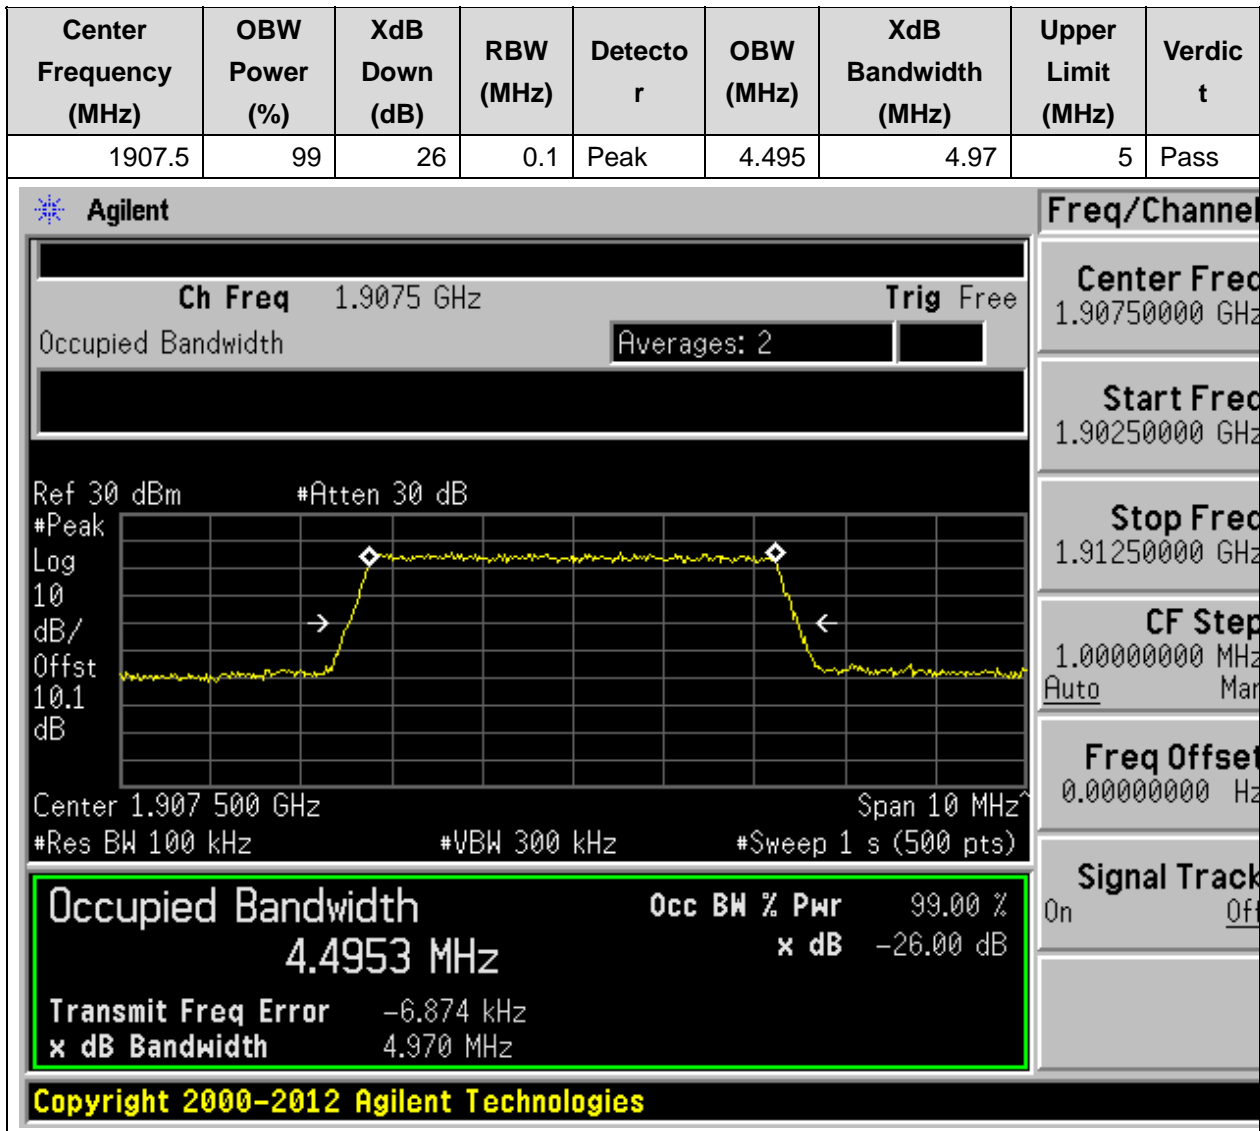 Center Frequency (MHz) OBW Power (%) XdB Down (dB) RBW (MHz) Detecto r OBW (MHz) XdB Bandwidth (MHz) Upper Limit (MHz) Verdic t
1907.5 99 26 0.1 Peak 4.495 4.97 5 Pass
Agilent
Freq/Channel
Ch Freq 1.9075 GHz Trig Free
Occupied Bandwidth Averages: 2
Ref 30 dBm #Atten 30 dB
#Peak
Log
10
dB/
Offst
10.1
dB
Center 1.907 500 GHz Span 10 MHz^
#Res BW 100 kHz #VBW 300 kHz #Sweep 1 s (500 pts)
Occupied Bandwidth
4.4953 MHz
Occ BW % Pwr 99.00 %
x dB -26.00 dB
Transmit Freq Error -6.874 kHz
x dB Bandwidth 4.970 MHz
Center Freq
1.90750000 GHz
Start Freq
1.90250000 GHz
Stop Freq
1.91250000 GHz
CF Step
1.00000000 MHz
Auto Man
Freq Offset
0.00000000 Hz
Signal Track
On Off
Copyright 2000-2012 Agilent Technologies